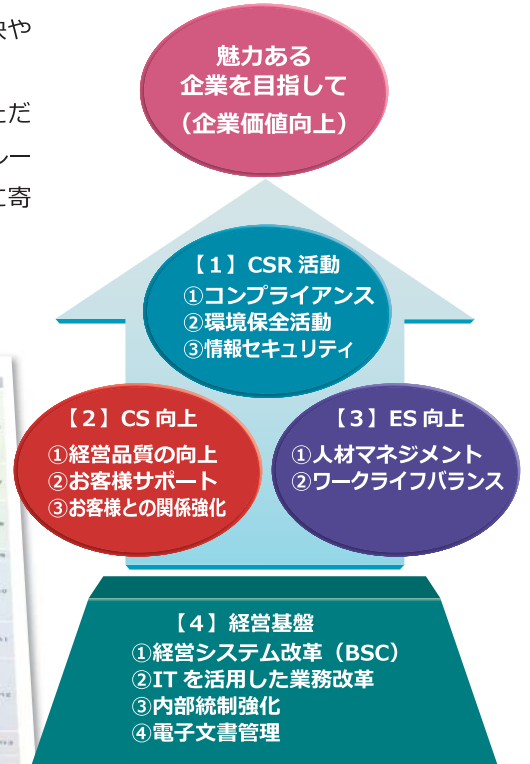 魅力ある
企業を目指して
（企業価値向上）
【1】CSR 活動
①コンプライアンス
②環境保全活動
③情報セキュリティ
【2】CS 向上
①経営品質の向上
②お客様サポート
③お客様との関係強化
【3】ES 向上
①人材マネジメント
②ワークライフバランス
【4】経営基盤
①経営システム改革（BSC）
②IT を活用した業務改革
③内部統制強化
④電子文書管理